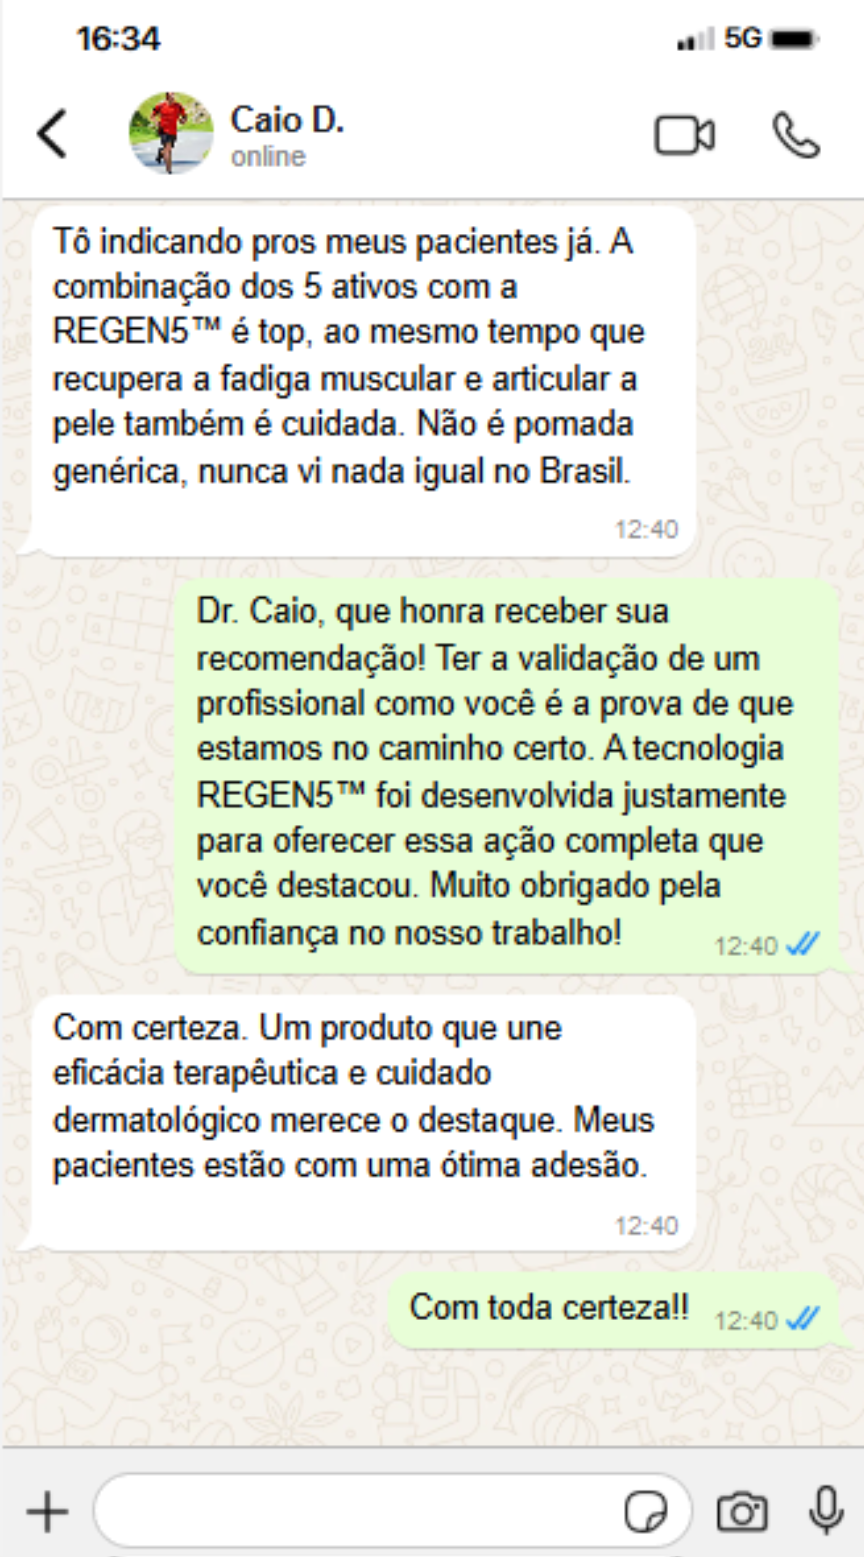 16:34
5G
Caio D.
online
Tô indicando pros meus pacientes já. A
combinação dos 5 ativos com a
REGEN5™ é top, ao mesmo tempo que
recupera a fadiga muscular e articular a
pele também é cuidada. Não é pomada
genérica, nunca vi nada igual no Brasil.
12:40
Dr. Caio, que honra receber sua
recomendação! Ter a validação de um
profissional como você é a prova de que
estamos no caminho certo. A tecnologia
REGEN5™ foi desenvolvida justamente
para oferecer essa ação completa que
você destacou. Muito obrigado pela
confiança no nosso trabalho!
12:40
Com certeza. Um produto que une
eficácia terapêutica e cuidado
dermatológico merece o destaque. Meus
pacientes estão com uma ótima adesão.
12:40
Com toda certeza!!
12:40